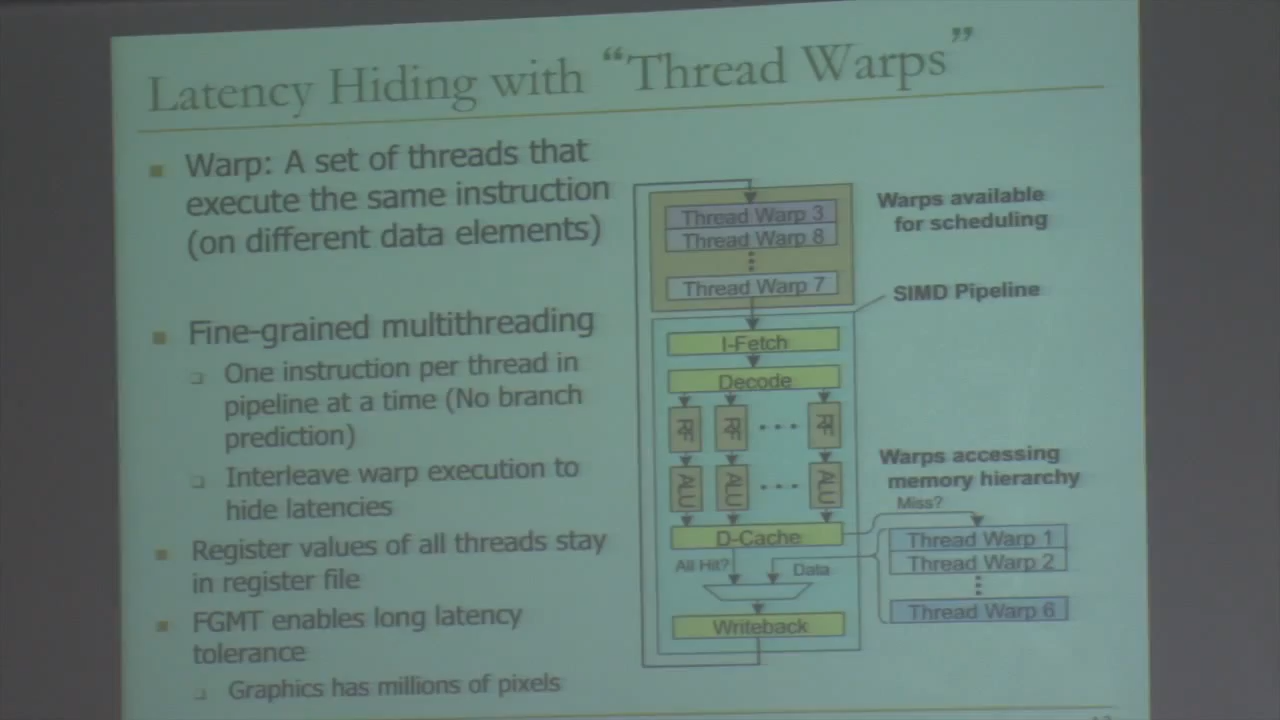 Latency Hiding with “Thread Warps”
Warp: A set of threads that
execute the same instruction
(on different data elements)
Fine-grained multithreading
One instruction per thread in
pipeline at a time (No branch
prediction)
Interleave warp execution to
hide latencies
Register values of all threads stay
in register file
FGMT enables long latency
tolerance
Graphics has millions of pixels
Thread Warp 3
Thread Warp 8
Thread Warp 7
Warps available
for scheduling
SIMD Pipeline
I-Fetch
Decode
RF
RF
RF
ALU
ALU
ALU
D-Cache
All Hit?
Data
Writeback
Warps accessing
memory hierarchy
Miss?
Thread Warp 1
Thread Warp 2
Thread Warp 6